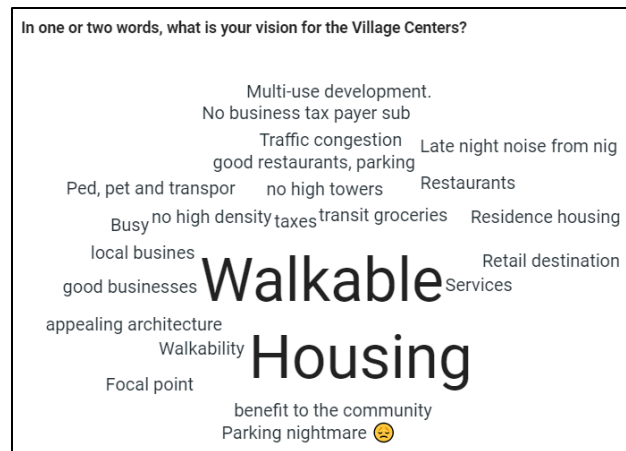 In one or two words, what is your vision for the Village Centers?
Multi-use development.
No business tax payer sub
Traffic congestion
Late night noise from nig
good restaurants, parking
Ped, pet and transpor
no high towers
Restaurants
Busy
no high density
taxes
transit groceries
Residence housing
local busines
Retail destination
good businesses
Walkable
Services
appealing architecture
Walkability
Housing
Focal point
benefit to the community
Parking nightmare 😞